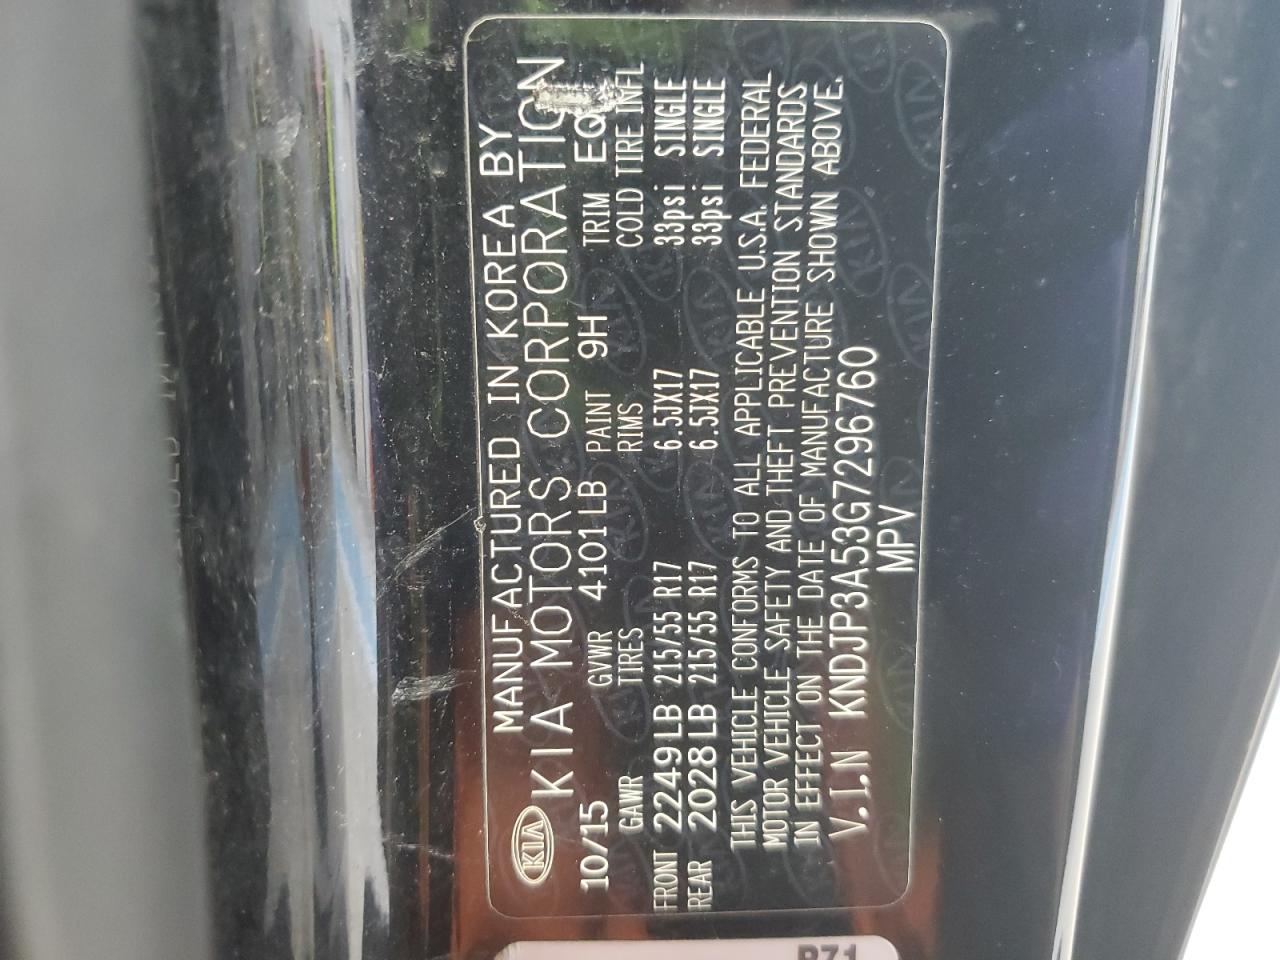 MANUFACTURED IN KOREA BY
KIA KIA MOTORS CORPORATION
10/15 GVWR 4101LB PAINT 9H TRIM EQ
GAWR TIRES RIMS COLD TIRE INFL
FRONT 2249LB 215/55 R17 6.5JX17 33psi SINGLE
REAR 2028LB 215/55 R17 6.5JX17 33psi SINGLE
THIS VEHICLE CONFORMS TO ALL APPLICABLE U.S.A. FEDERAL
MOTOR VEHICLE SAFETY AND THEFT PREVENTION STANDARDS
IN EFFECT ON THE DATE OF MANUFACTURE SHOWN ABOVE.
V.I.N KNDJP3A53G7296760
MPV